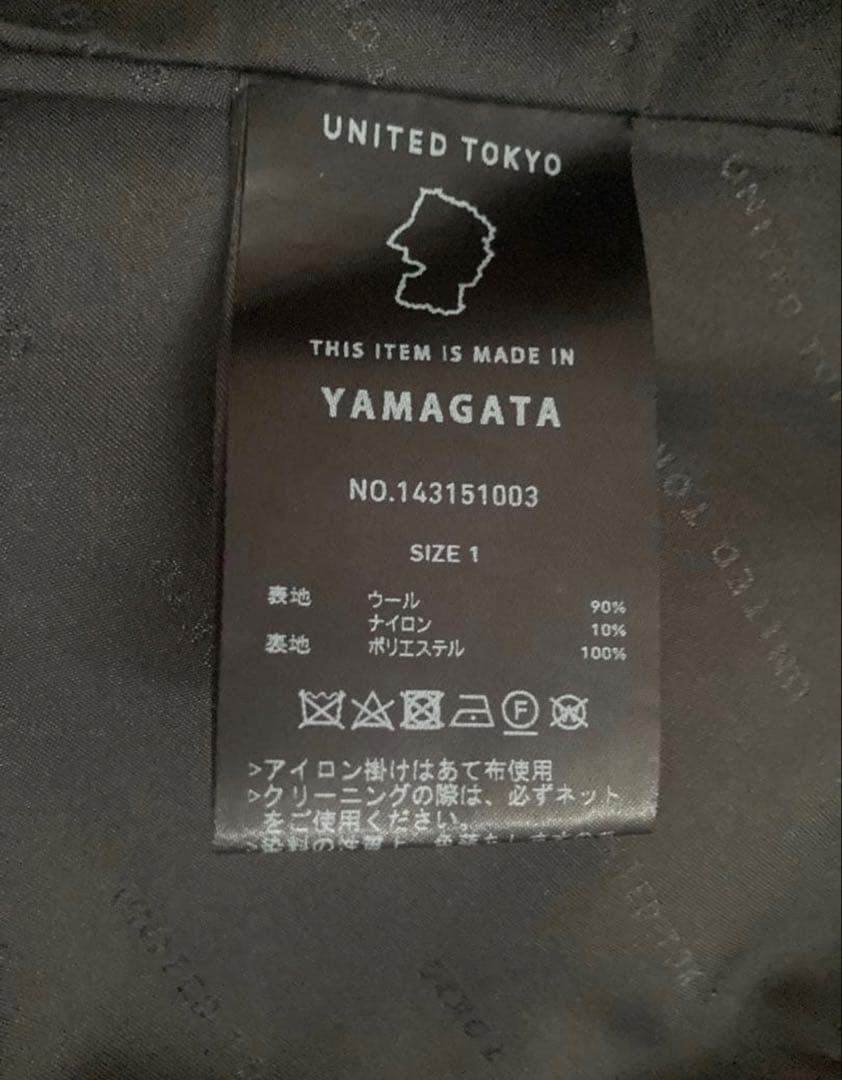 UNITED TOKYO
THIS ITEM IS MADE IN
YAMAGATA
NO.143151003
SIZE 1
表地 ウール 90%
ナイロン 10%
裏地 ポリエステル 100%
F W
>アイロン掛けはあて布使用
>クリーニングの際は、必ずネット
をご使用ください。
UNITED TOKYO